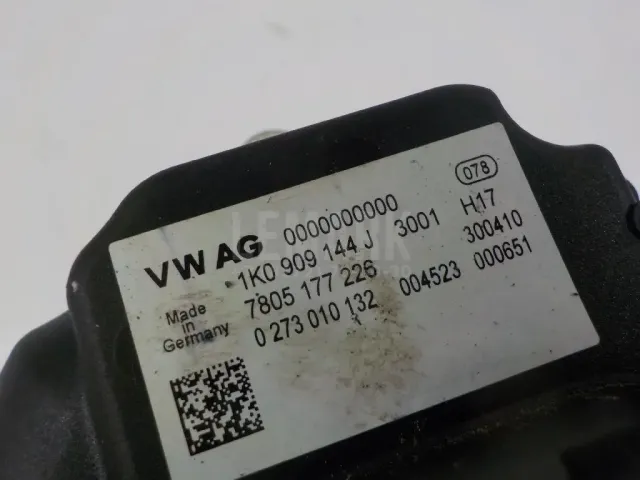 078
VW AG 0000000000
1K0 909 144 J 3001 H17
7805 177 226 300410
0 273 010 132 004523 000651
Made
in
Germany